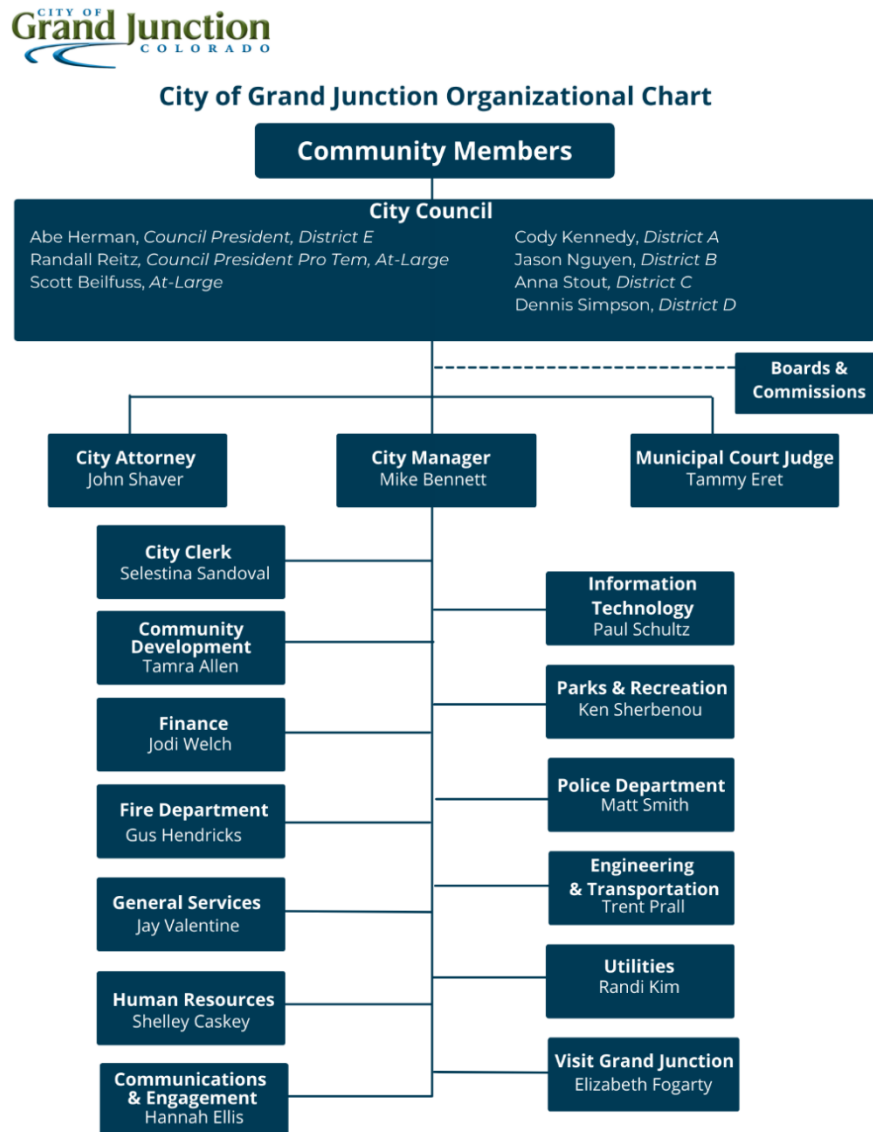 CITY OF
Grand Junction
COLORADO
City of Grand Junction Organizational Chart
Community Members
City Council
Abe Herman, Council President, District E
Randall Reitz, Council President Pro Tem, At-Large
Scott Beilfuss, At-Large
Cody Kennedy, District A
Jason Nguyen, District B
Anna Stout, District C
Dennis Simpson, District D
Boards &
Commissions
City Attorney
John Shaver
City Manager
Mike Bennett
Municipal Court Judge
Tammy Eret
City Clerk
Selestina Sandoval
Community
Development
Tamra Allen
Finance
Jodi Welch
Fire Department
Gus Hendricks
General Services
Jay Valentine
Human Resources
Shelley Caskey
Communications
& Engagement
Hannah Ellis
Information
Technology
Paul Schultz
Parks & Recreation
Ken Sherbenou
Police Department
Matt Smith
Engineering
& Transportation
Trent Prall
Utilities
Randi Kim
Visit Grand Junction
Elizabeth Fogarty